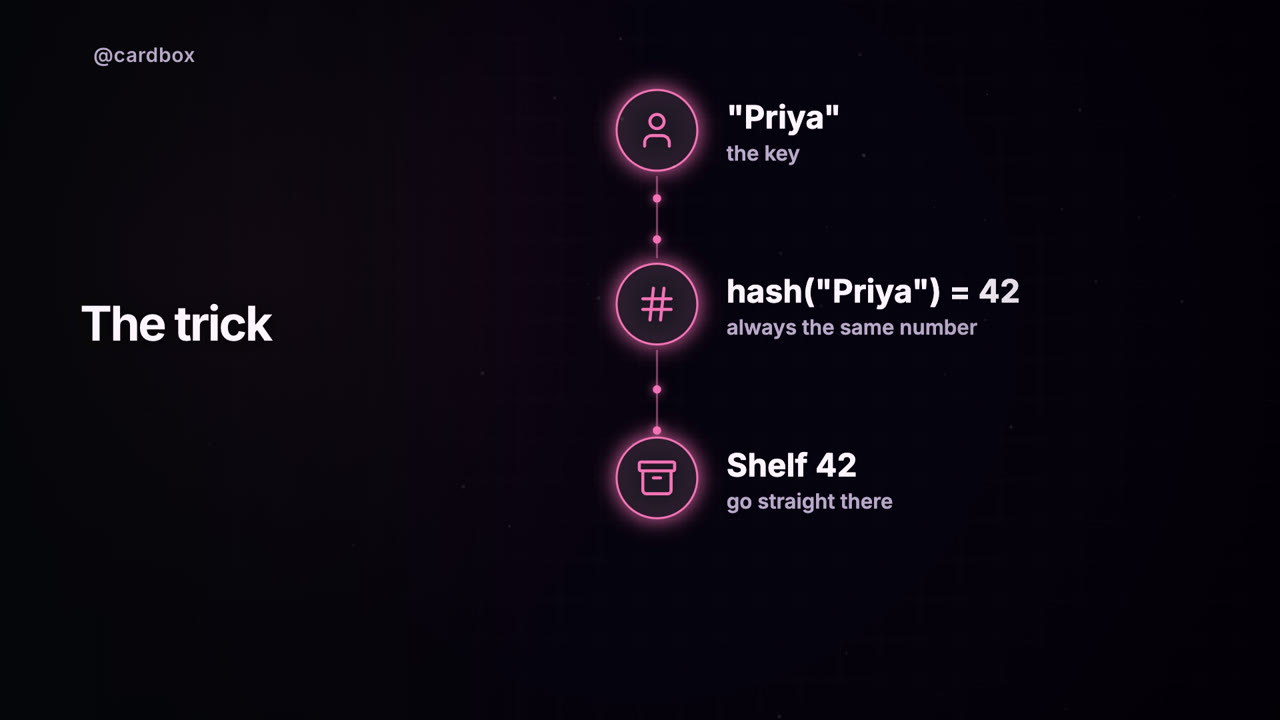 @cardbox
The trick
"Priya"
the key
hash("Priya") = 42
always the same number
Shelf 42
go straight there